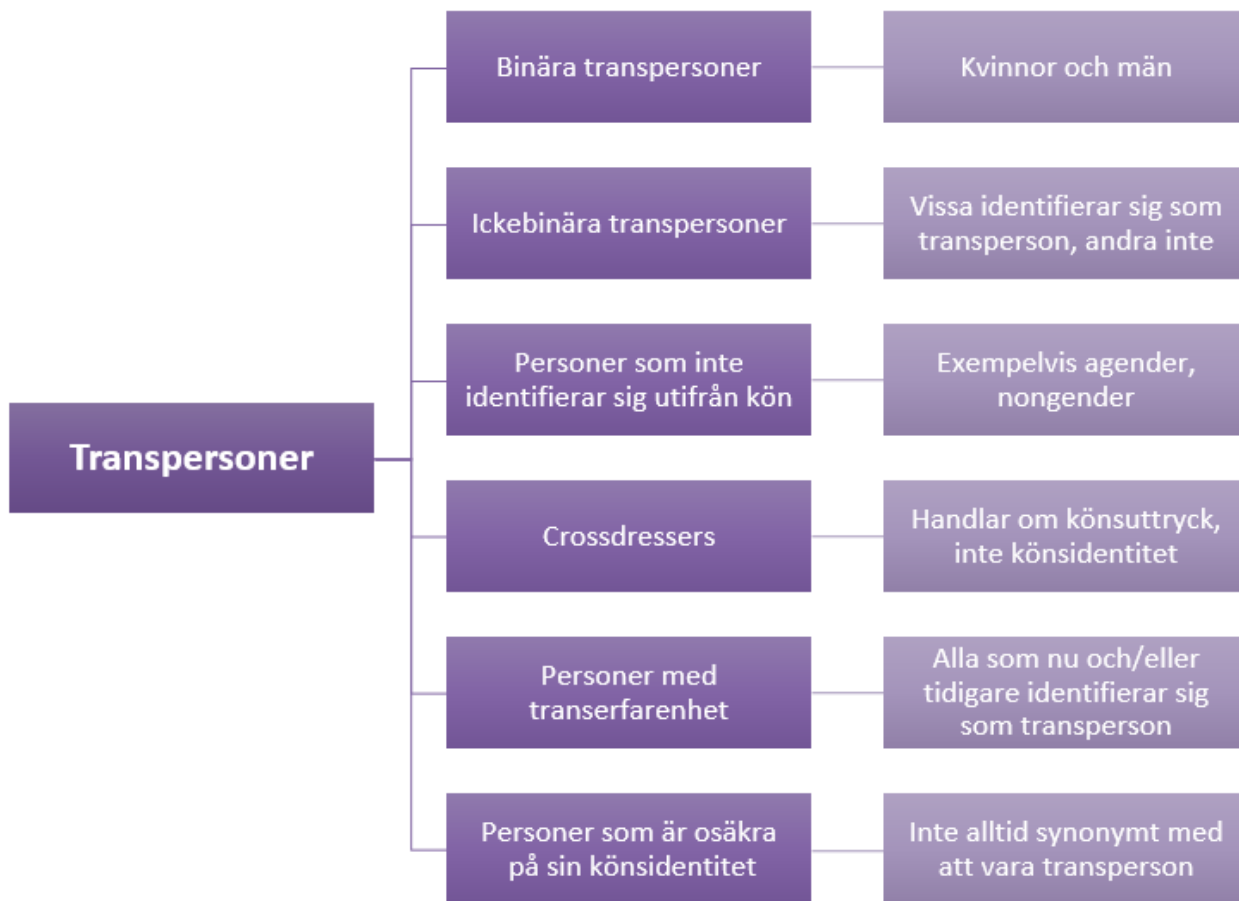 Binära transpersoner
Kvinnor och män
Ickebinära transpersoner
Vissa identifierar sig som
transperson, andra inte
Personer som inte
identifierar sig utifrån kön
Exempelvis agender,
nongender
Transpersoner
Crossdressers
Handlar om könsuttryck,
inte könsidentitet
Personer med
transerfarenhet
Alla som nu och/eller
tidigare identifierar sig
som transperson
Personer som är osäkra
på sin könsidentitet
Inte alltid synonymt med
att vara transperson